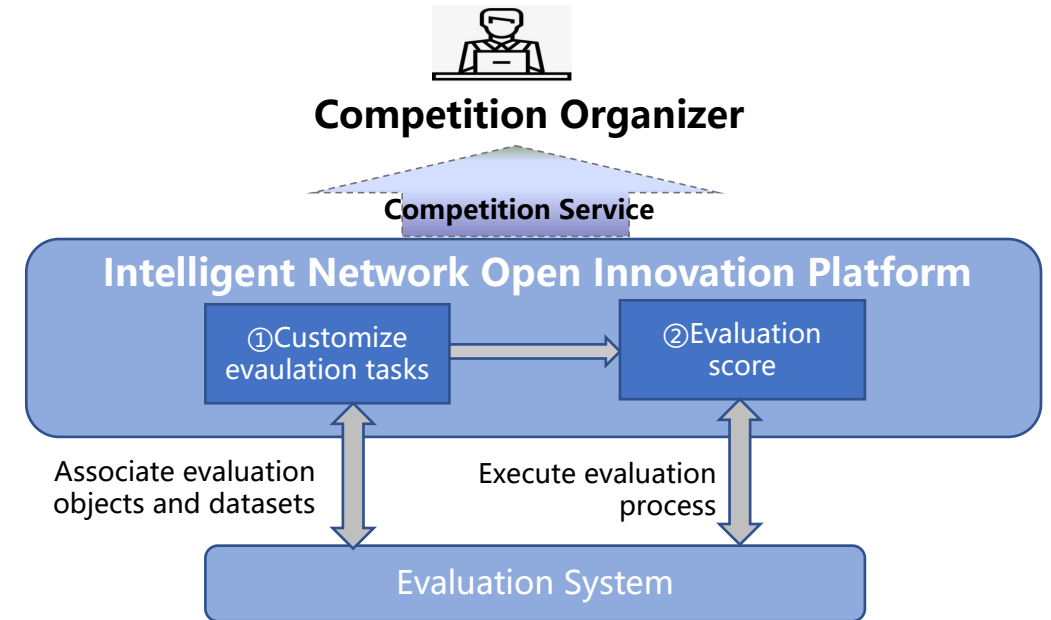 Competition Organizer
Competition Service
Intelligent Network Open Innovation Platform
①Customize
evaulation tasks
②Evaluation
score
Associate evaluation
objects and datasets
Execute evaluation
process
Evaluation System